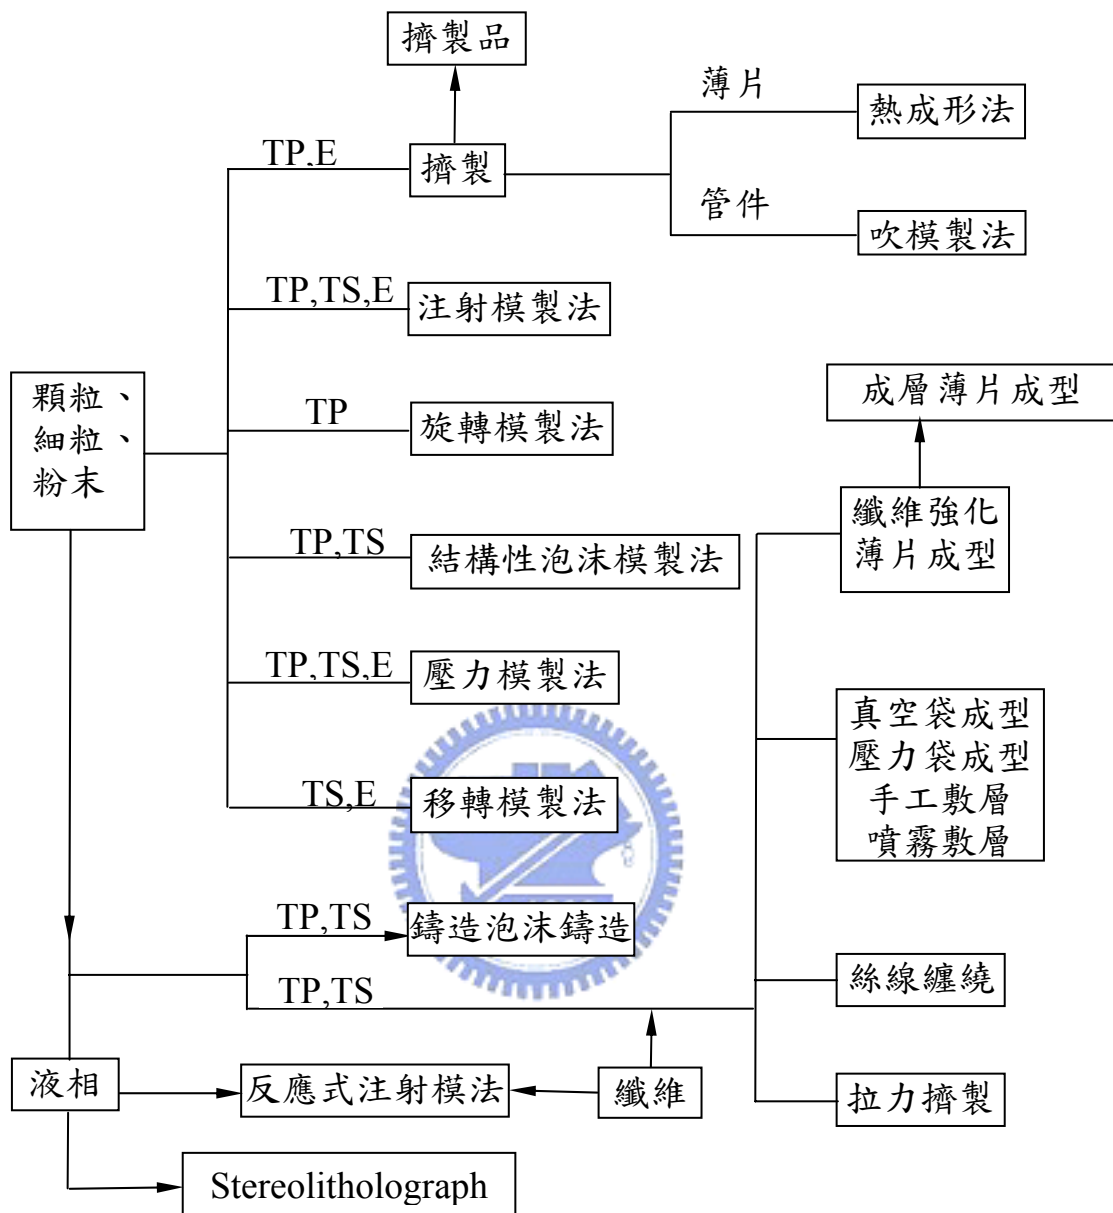 擠製品
薄片
熱成形法
TP,E
擠製
管件
吹模製法
TP,TS,E
注射模製法
顆粒、
細粒、
粉末
TP
旋轉模製法
成層薄片成型
纖維強化
薄片成型
TP,TS
結構性泡沫模製法
TP,TS,E
壓力模製法
真空袋成型
壓力袋成型
手工敷層
噴霧敷層
TS,E
移轉模製法
TP,TS
鑄造泡沫鑄造
TP,TS
絲線纏繞
液相
反應式注射模法
纖維
拉力擠製
Stereolitholograph